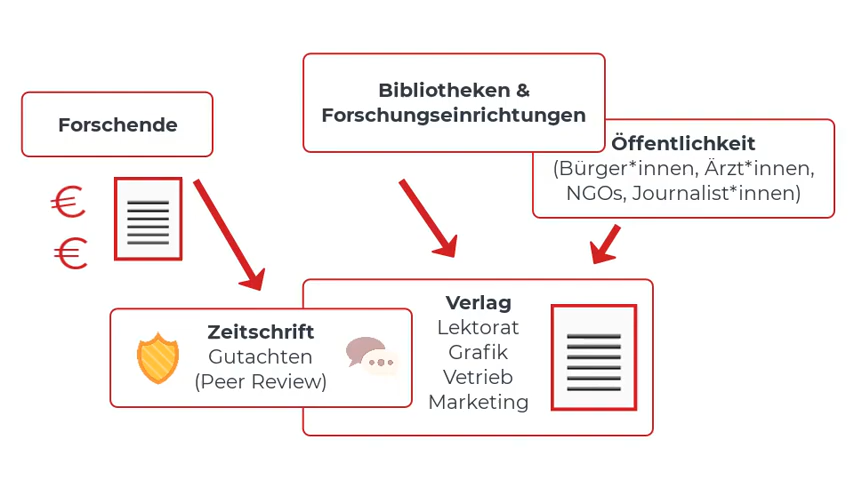 Forschende
Bibliotheken &
Forschungseinrichtungen
Öffentlichkeit
(Bürger*innen, Ärzt*innen,
NGOs, Journalist*innen)
€
€
Zeitschrift
Gutachten
(Peer Review)
Verlag
Lektorat
Grafik
Vetrieb
Marketing